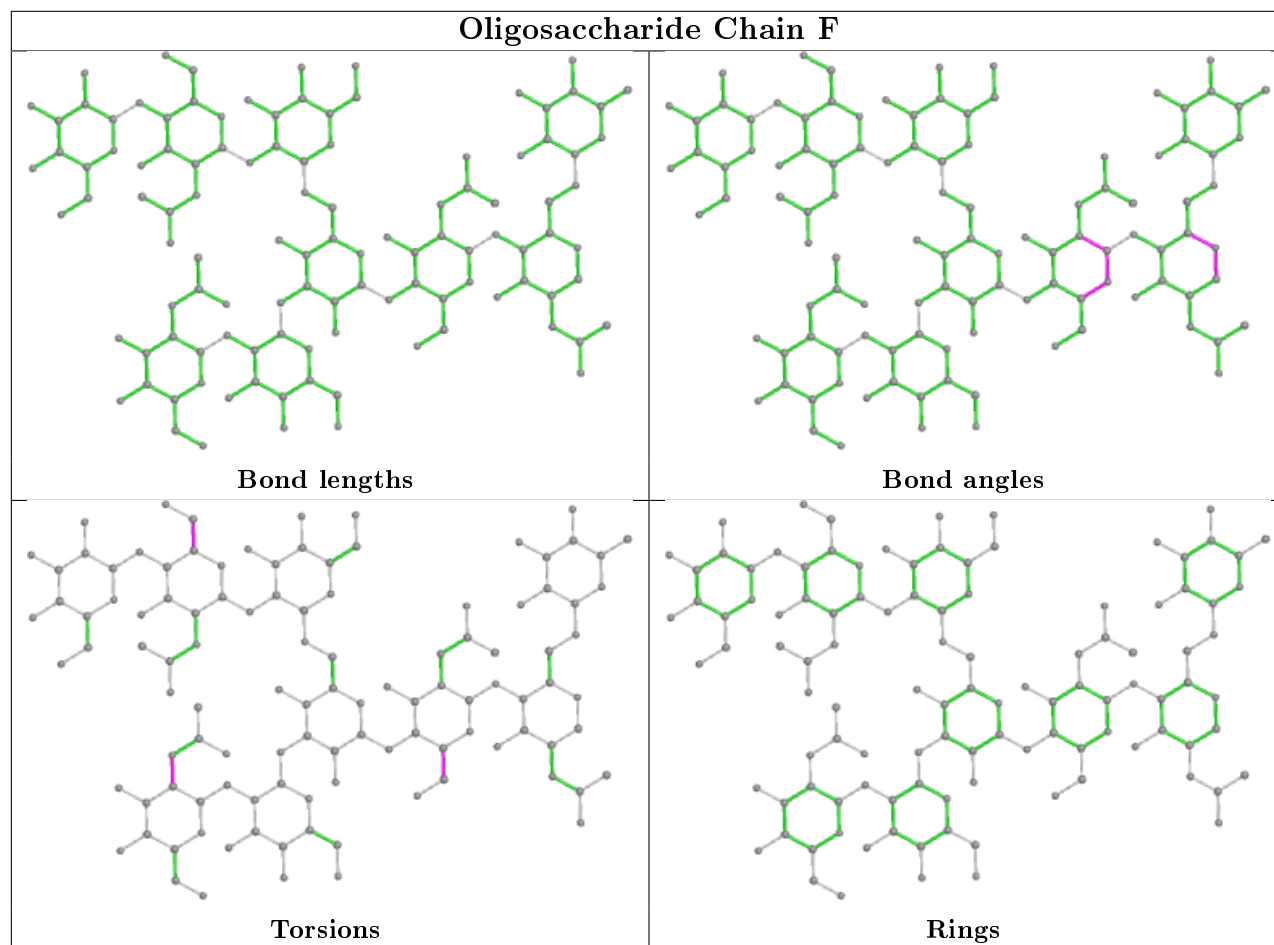 Oligosaccharide Chain F
Bond lengths
Bond angles
Torsions
Rings